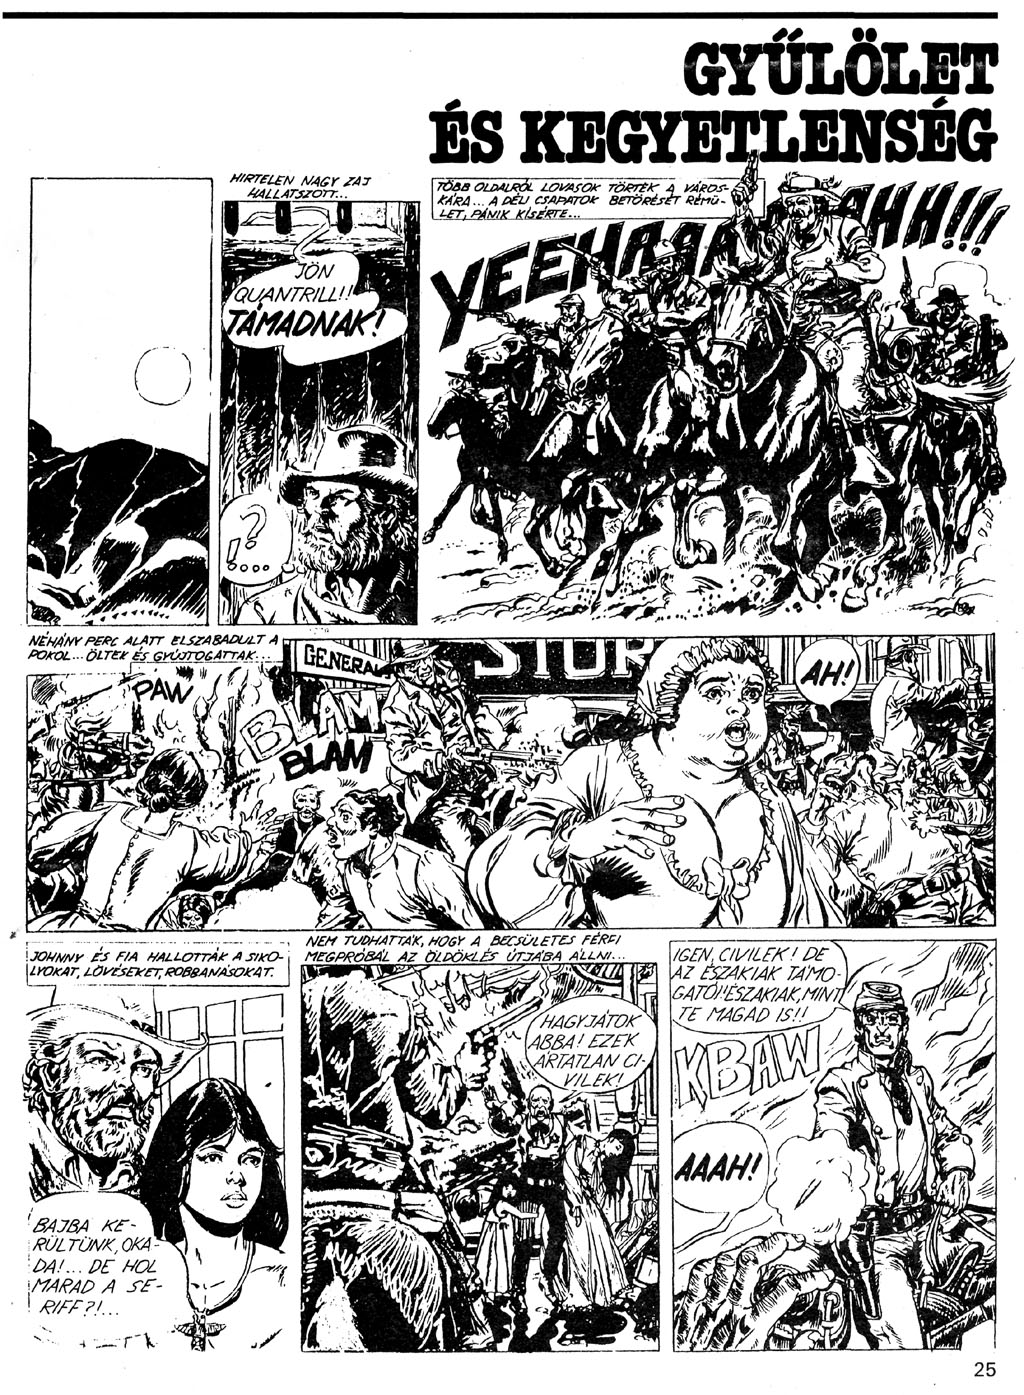 GYŰLÖLET
ÉS KEGYETLENSÉG
HIRTELEN NAGY ZAJ
HALLATSZOTT...
JÖN
QUANTRILL!!
TÁMADNAK!
?
!....
TÖBB OLDALRÓL LOVASOK TÖRTEK A VÁROS-
KÁRA... A DÉLI CSAPATOK BETÖRÉSÉT RÉMÜ-
LET, PÁNIK KISÉRTE...
YEEHAAAAAAAHH!!!
NÉHÁNY PERC ALATT ELSZABADULT A
POKOL... ÖLTEK ÉS GYÚJTOGATTAK...
PAW
BLAM
BLAM
GENERAL
STOR
AH!
JOHNNY ÉS FIA HALLOTTÁK A SIKO-
LYOKAT, LÖVÉSEKET, ROBBANÁSOKAT.
BAJBA KE-
RÜLTÜNK, OKA-
DA!... DE HOL
MARAD A SE-
RIFF?!...
NEM TUDHATTÁK, HOGY A BECSÜLETES FÉRFI
MEGPRÓBÁL AZ ÖLDÖKLÉS ÚTJÁBA ÁLLNI...
HAGYJÁTOK
ABBA! EZEK
ÁRTATLAN CI-
VILEK!
IGEN, CIVILEK! DE
AZ ÉSZAKIAK TÁMO-
GATÓI! ÉSZAKIAK, MINT
TE MAGAD IS!!
KBAW
AAAH!
25